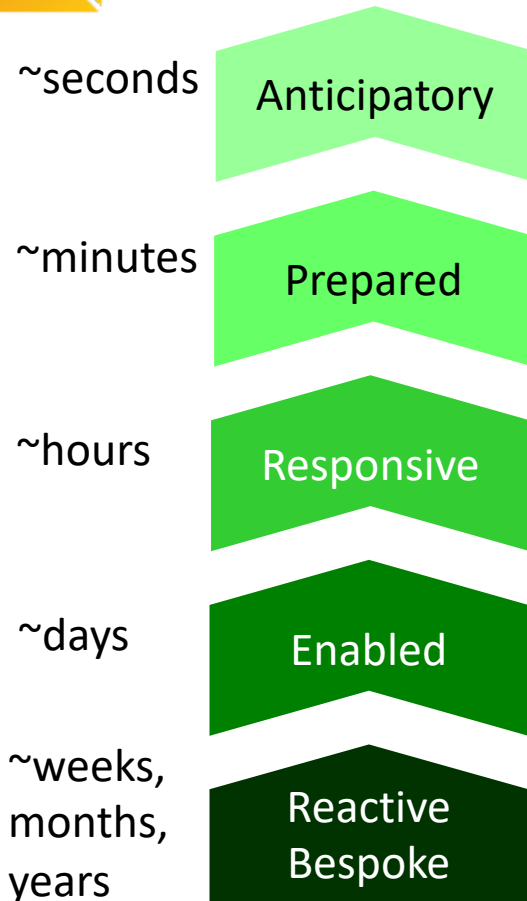 ~seconds Anticipatory
~minutes Prepared
~hours Responsive
~days Enabled
~weeks,
months,
years
Reactive
Bespoke